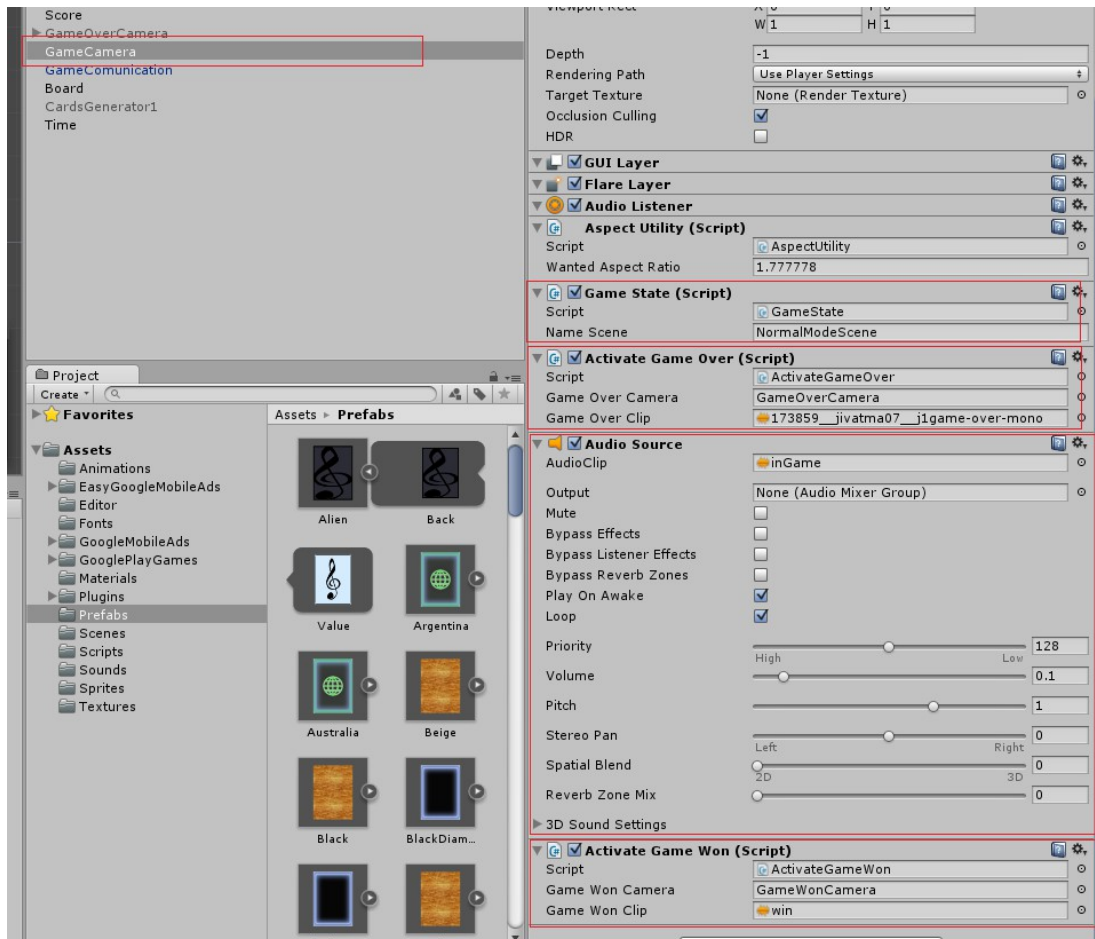 Score
GameOverCamera
GameCamera
GameComunication
Board
CardsGenerator1
Time
Project
Create
Favorites
Assets
Animations
EasyGoogleMobileAds
Editor
Fonts
GoogleMobileAds
GooglePlayGames
Materials
Plugins
Prefabs
Scenes
Scripts
Sounds
Sprites
Textures
Assets ▸ Prefabs
Alien Back
Value Argentina
Australia Beige
Black BlackDiam...
Viewport Rect
W 1 H 1
Depth -1
Rendering Path Use Player Settings
Target Texture None (Render Texture)
Occlusion Culling
HDR
GUI Layer
Flare Layer
Audio Listener
Aspect Utility (Script)
Script AspectUtility
Wanted Aspect Ratio 1.777778
Game State (Script)
Script GameState
Name Scene NormalModeScene
Activate Game Over (Script)
Script ActivateGameOver
Game Over Camera GameOverCamera
Game Over Clip 173859__jivatma07__j1game-over-mono
Audio Source
AudioClip inGame
Output None (Audio Mixer Group)
Mute
Bypass Effects
Bypass Listener Effects
Bypass Reverb Zones
Play On Awake
Loop
Priority 128
High Low
Volume 0.1
Pitch 1
Stereo Pan 0
Left Right
Spatial Blend 0
2D 3D
Reverb Zone Mix 0
3D Sound Settings
Activate Game Won (Script)
Script ActivateGameWon
Game Won Camera GameWonCamera
Game Won Clip win